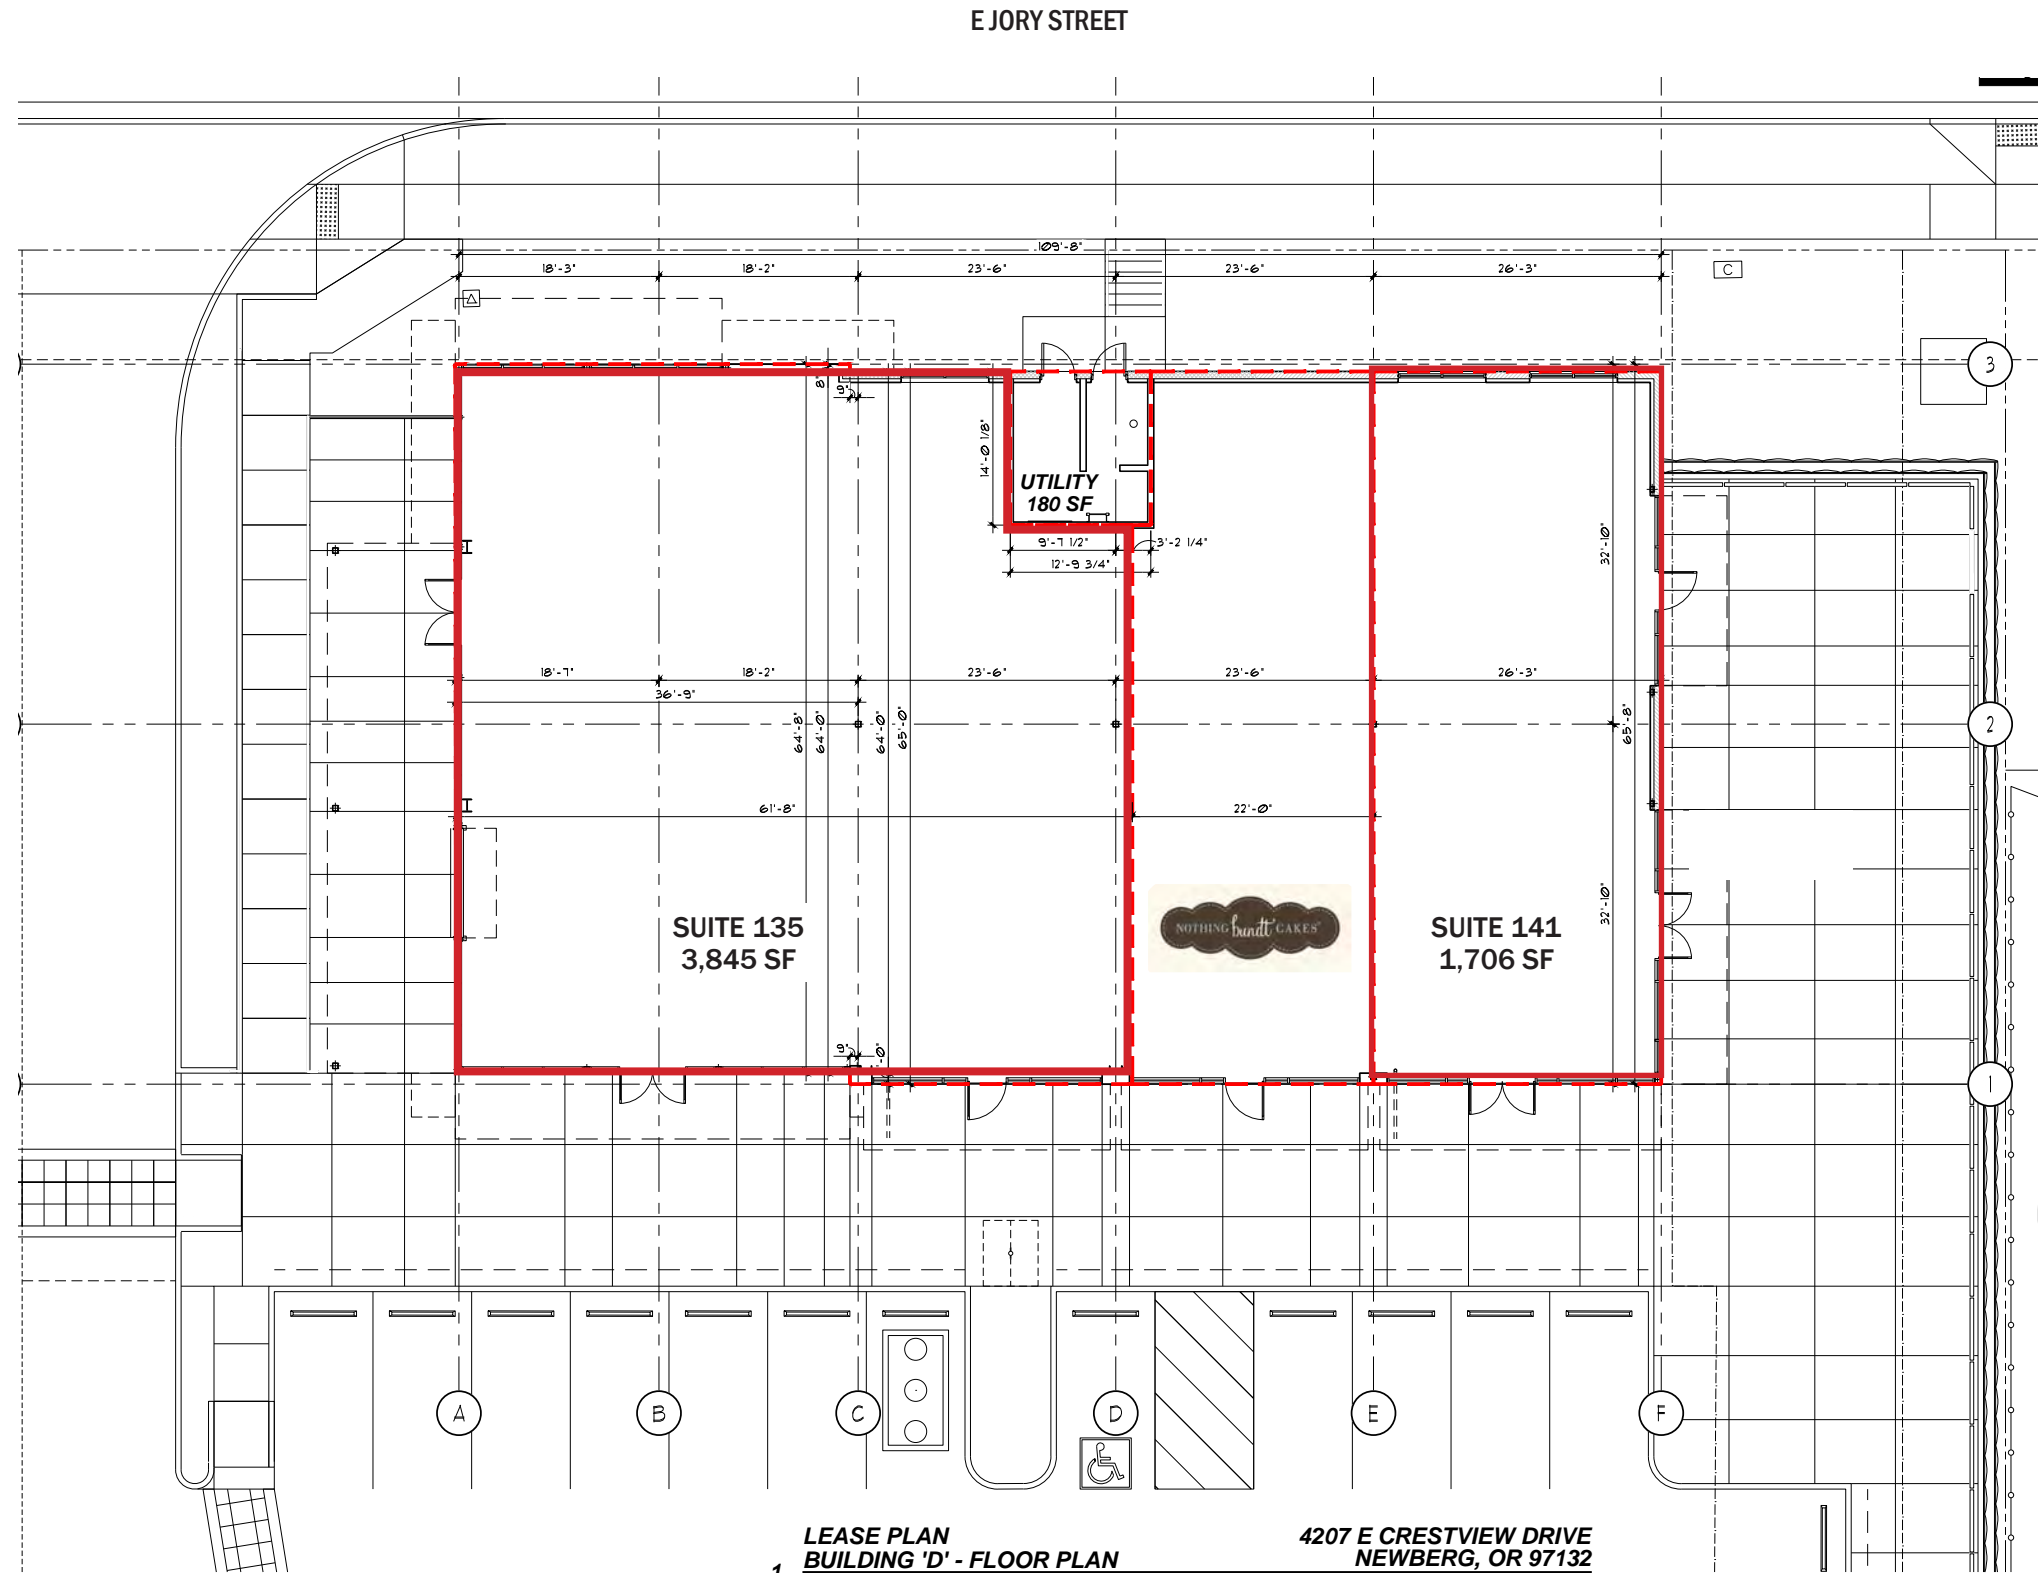 E JORY STREET
109'-8"
18'-3"
18'-2"
23'-6"
23'-6"
26'-3"
C
3
8"
9"
14'-0 1/8"
UTILITY
180 SF
9'-7 1/2"
3'-2 1/4"
12'-9 3/4"
32'-10"
18'-7"
18'-2"
23'-6"
23'-6"
26'-3"
36'-9"
64'-8"
64'-0"
64'-0"
65'-0"
65'-8"
2
61'-8"
22'-0"
SUITE 135
3,845 SF
NOTHING bundt CAKES
SUITE 141
1,706 SF
32'-10"
9"
1
A
B
C
D
E
F
LEASE PLAN
BUILDING 'D' - FLOOR PLAN
1
4207 E CRESTVIEW DRIVE
NEWBERG, OR 97132